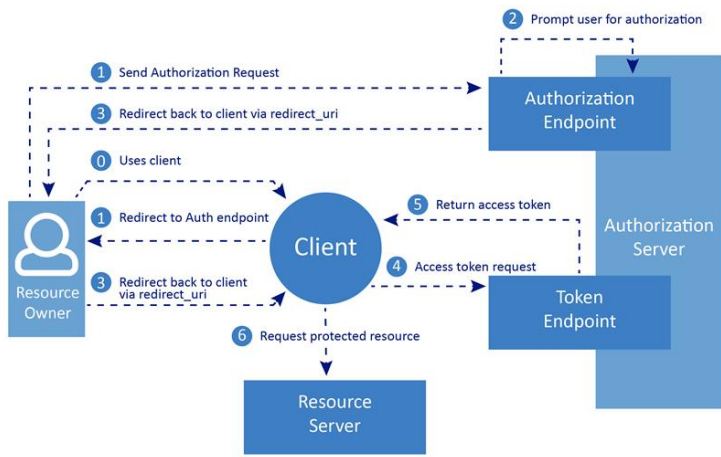 2 Prompt user for authorization
1 Send Authorization Request
Authorization
Endpoint
3 Redirect back to client via redirect_uri
0 Uses client
5 Return access token
1 Redirect to Auth endpoint
Client
Authorization
Server
4 Access token request
Resource
Owner
3 Redirect back to client
via redirect_uri
Token
Endpoint
6 Request protected resource
Resource
Server